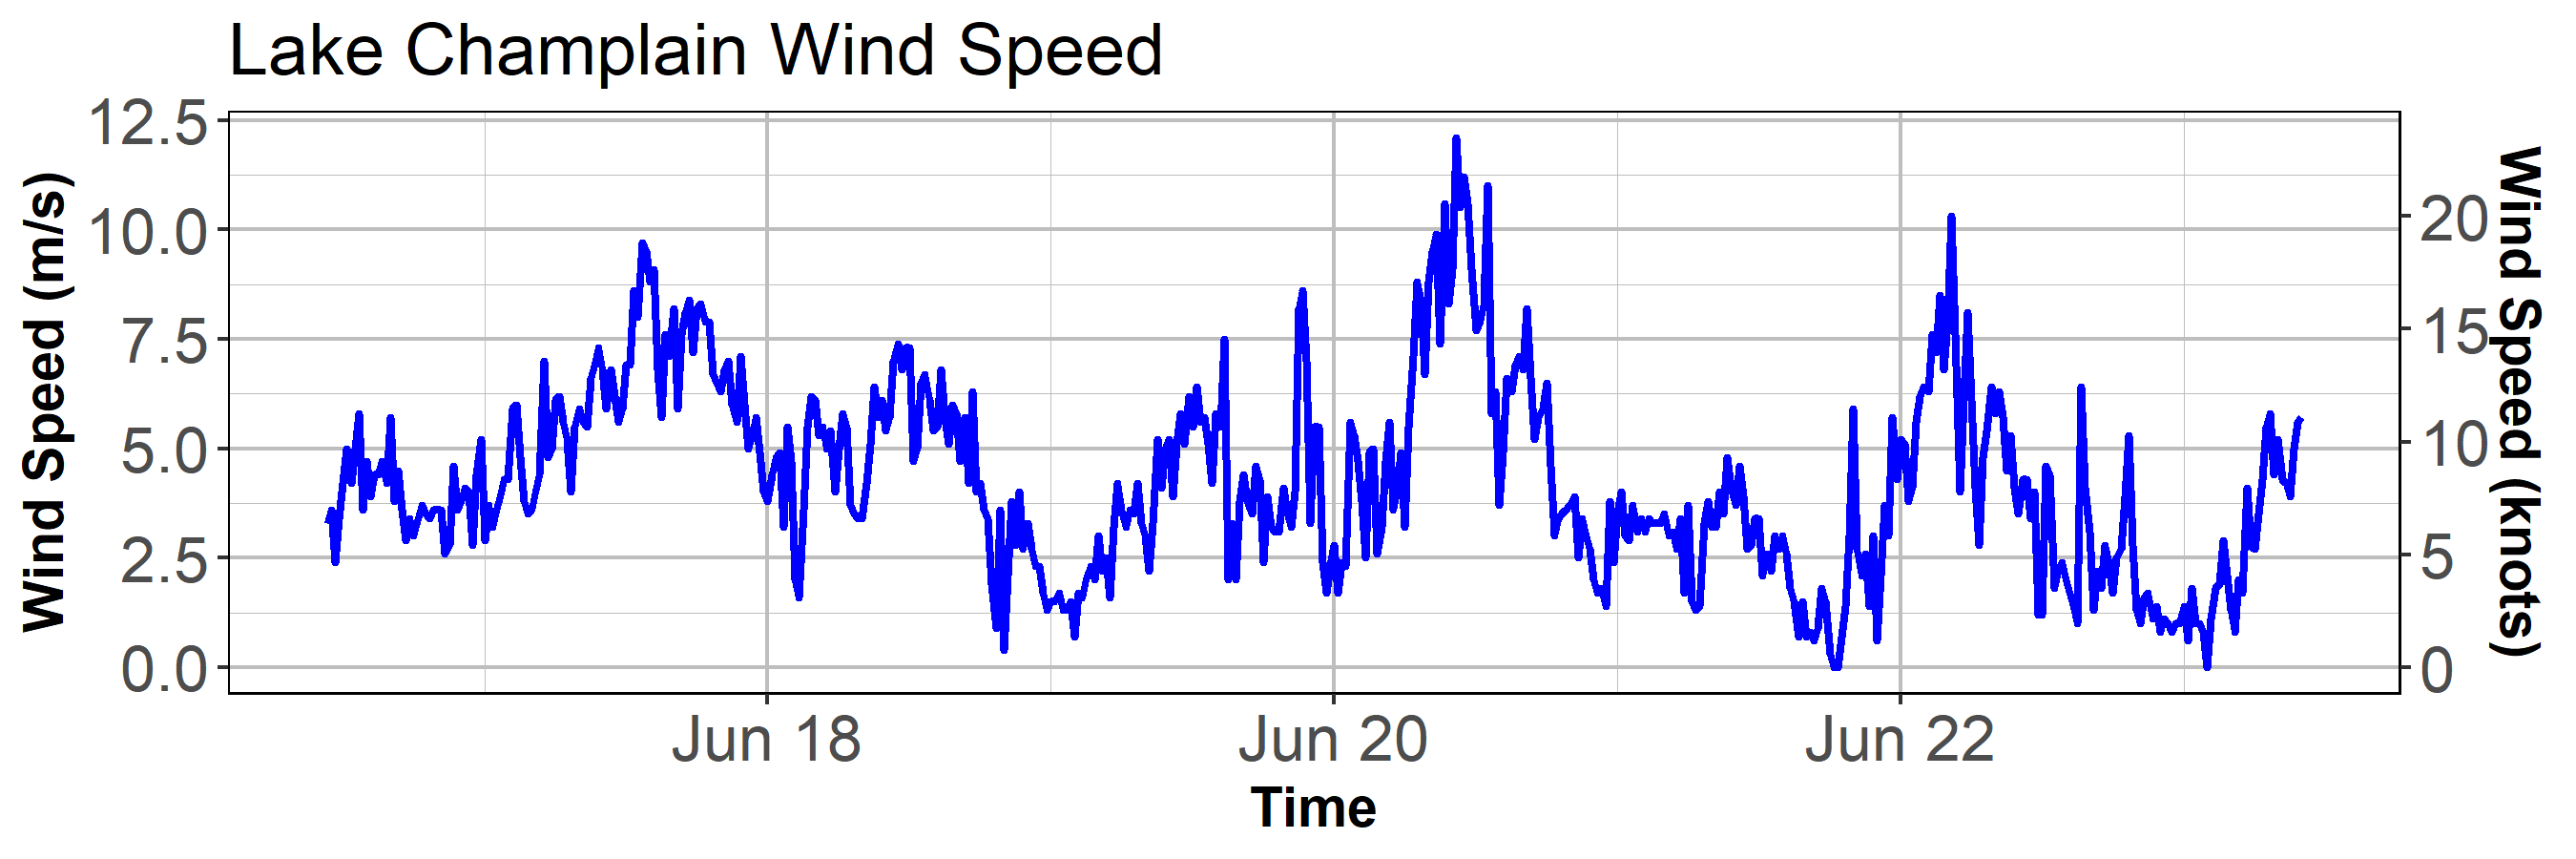 Lake Champlain Wind Speed
12.5
10.0
7.5
5.0
2.5
0.0
Wind Speed (m/s)
20
15
10
5
0
Wind Speed (knots)
Jun 18 Jun 20 Jun 22
Time